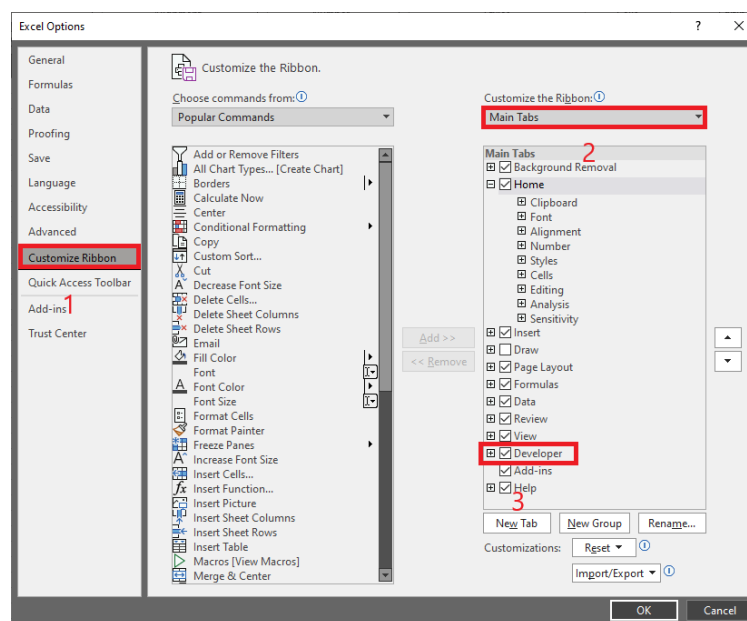 Excel Options
?
General
Formulas
Data
Proofing
Save
Language
Accessibility
Advanced
Customize Ribbon
Quick Access Toolbar
Add-ins
1
Trust Center
Customize the Ribbon.
Choose commands from:
Popular Commands
Add or Remove Filters
All Chart Types... [Create Chart]
Borders
Calculate Now
Center
Conditional Formatting
Copy
Custom Sort...
Cut
Decrease Font Size
Delete Cells...
Delete Sheet Columns
Delete Sheet Rows
Email
Fill Color
Font
Font Color
Font Size
Format Cells
Format Painter
Freeze Panes
Increase Font Size
Insert Cells...
Insert Function...
Insert Picture
Insert Sheet Columns
Insert Sheet Rows
Insert Table
Macros [View Macros]
Merge & Center
Add >>
<< Remove
Customize the Ribbon:
Main Tabs
2
Main Tabs
Background Removal
Home
Clipboard
Font
Alignment
Number
Styles
Cells
Editing
Analysis
Sensitivity
Insert
Draw
Page Layout
Formulas
Data
Review
View
Developer
Add-ins
Help
3
New Tab
New Group
Rename...
Customizations:
Reset
Import/Export
OK
Cancel